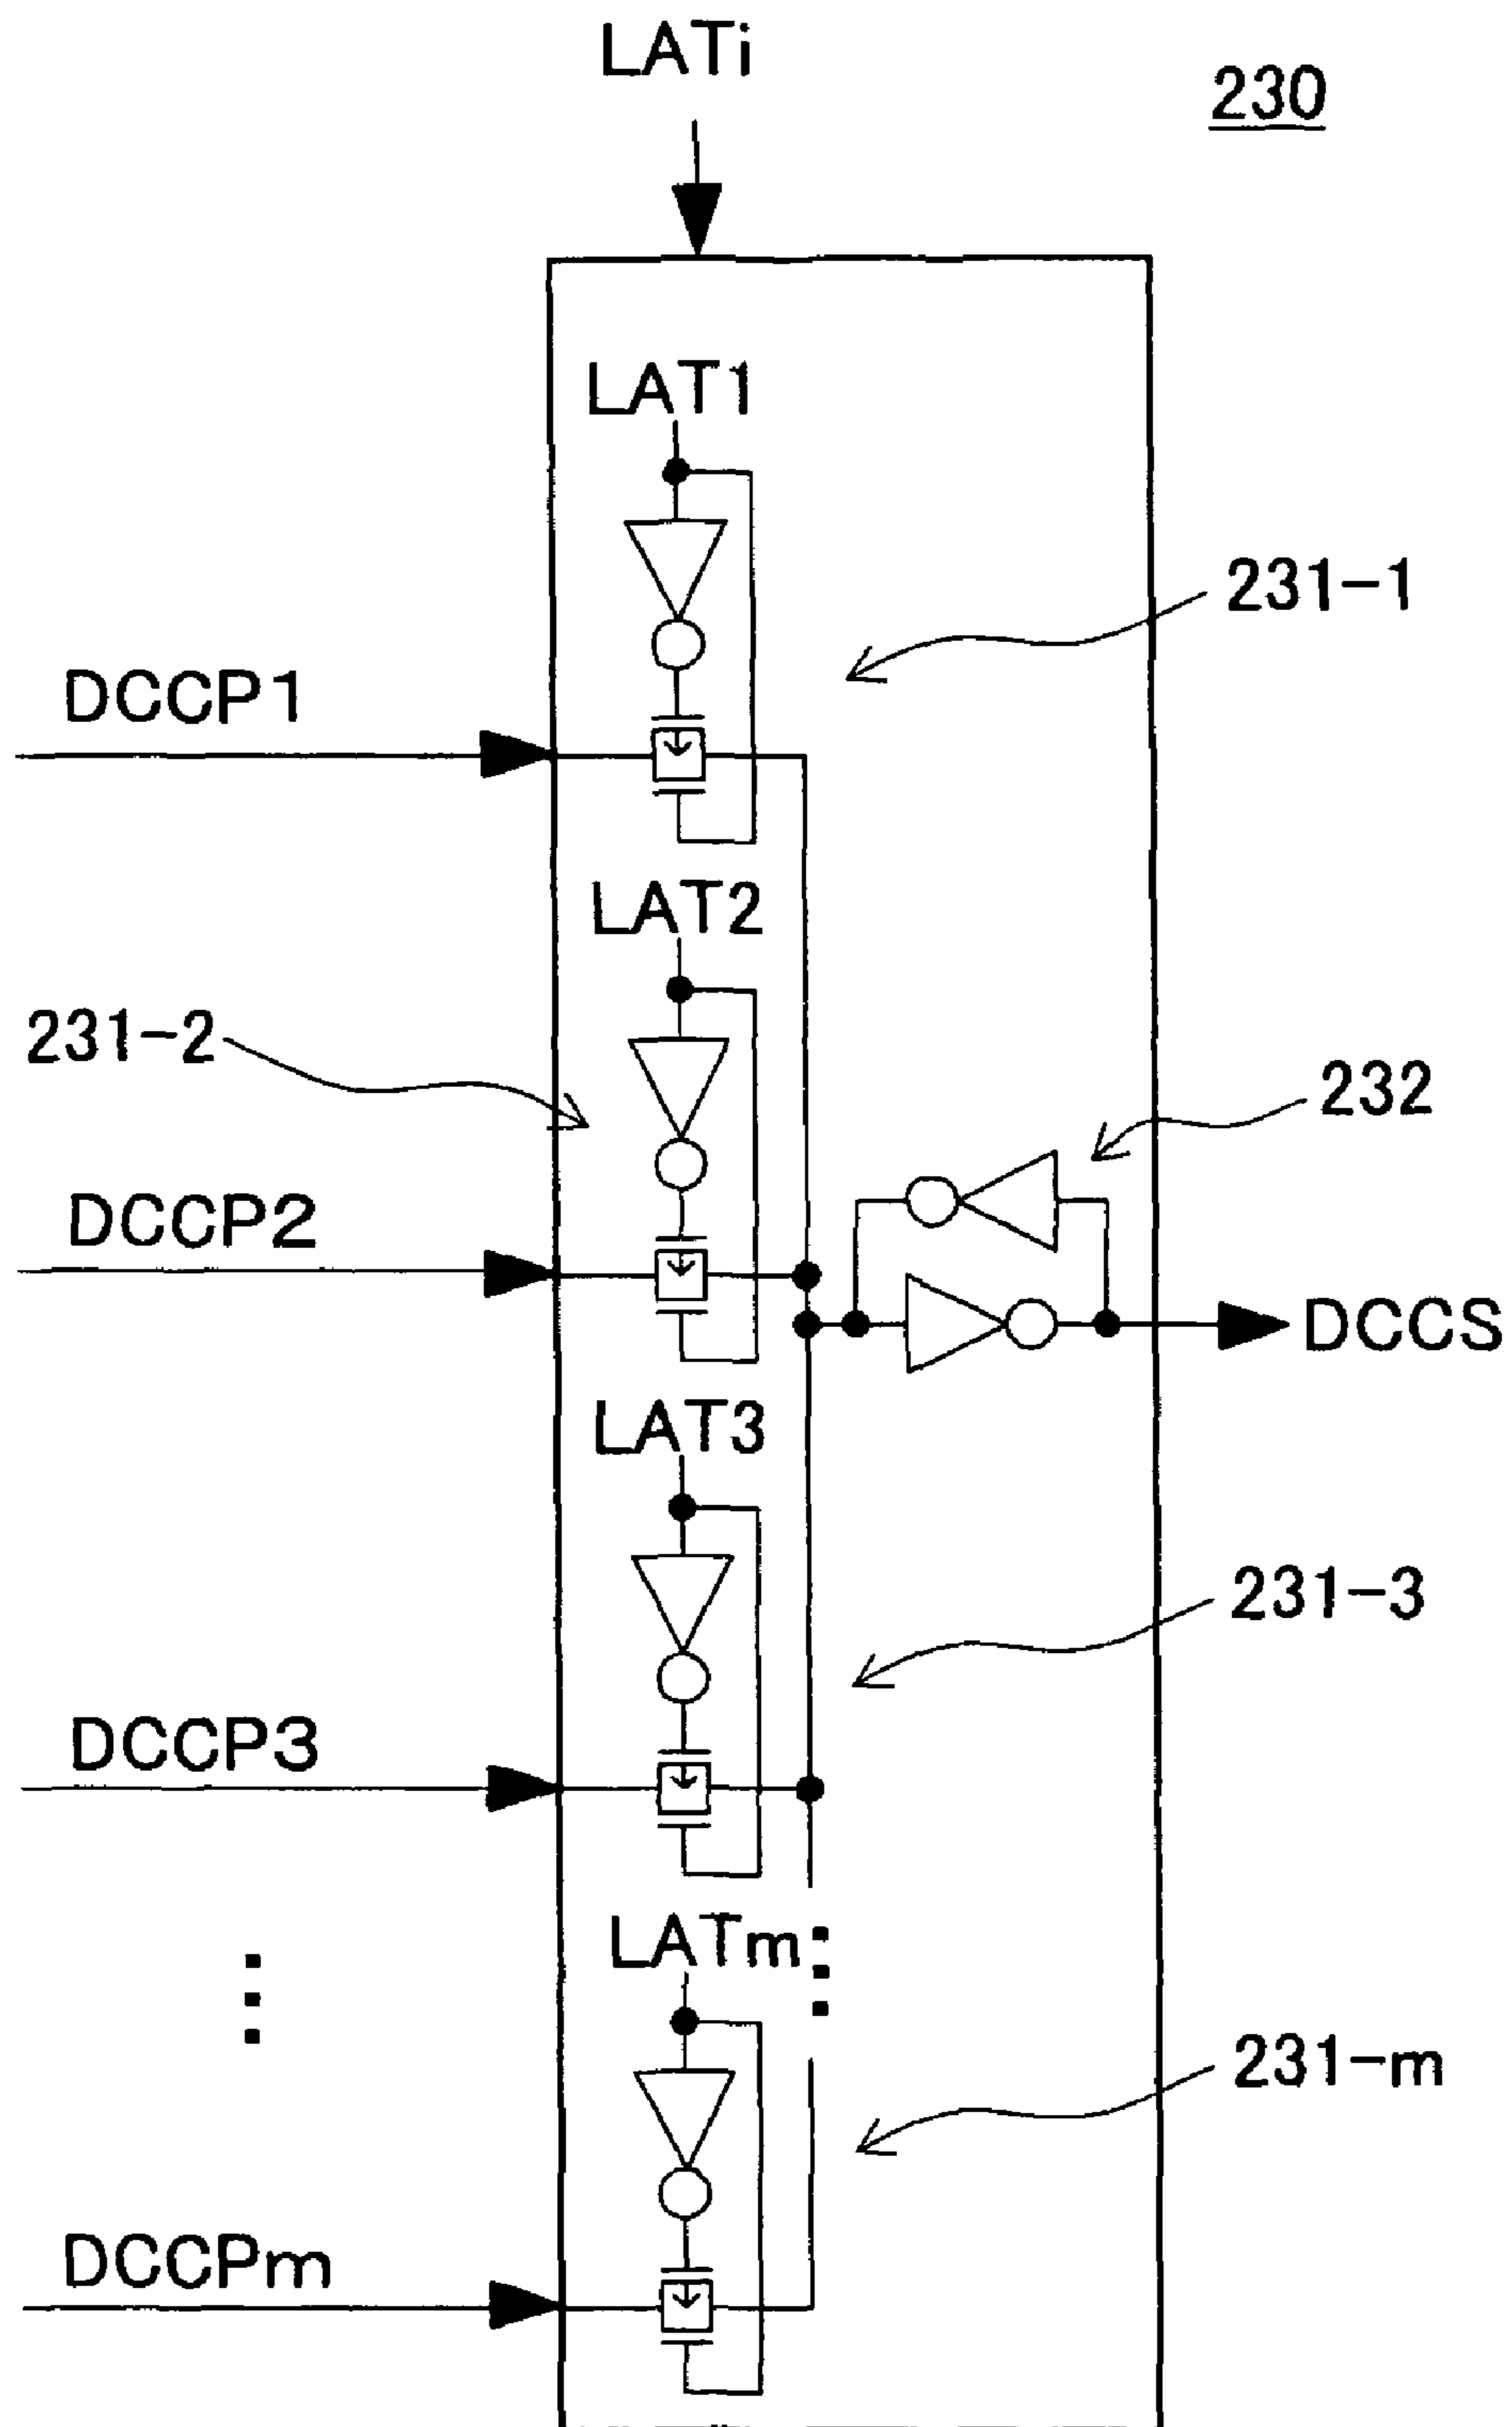 LATi
230
LAT1
231-1
DCCP1
LAT2
231-2
232
DCCP2
DCCS
LAT3
231-3
DCCP3
LATm
231-m
DCCPm